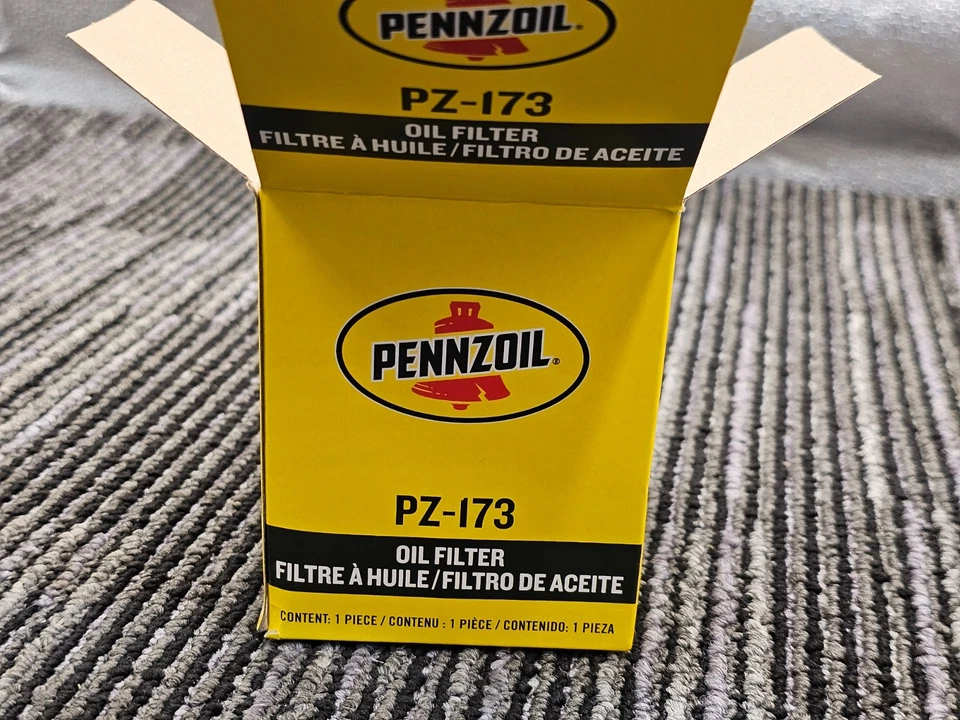 PENNZOIL®
PZ-173
OIL FILTER
FILTRE À HUILE/FILTRO DE ACEITE
PENNZOIL®
PZ-173
OIL FILTER
FILTRE À HUILE/FILTRO DE ACEITE
CONTENT: 1 PIECE / CONTENU : 1 PIÈCE / CONTENIDO: 1 PIEZA